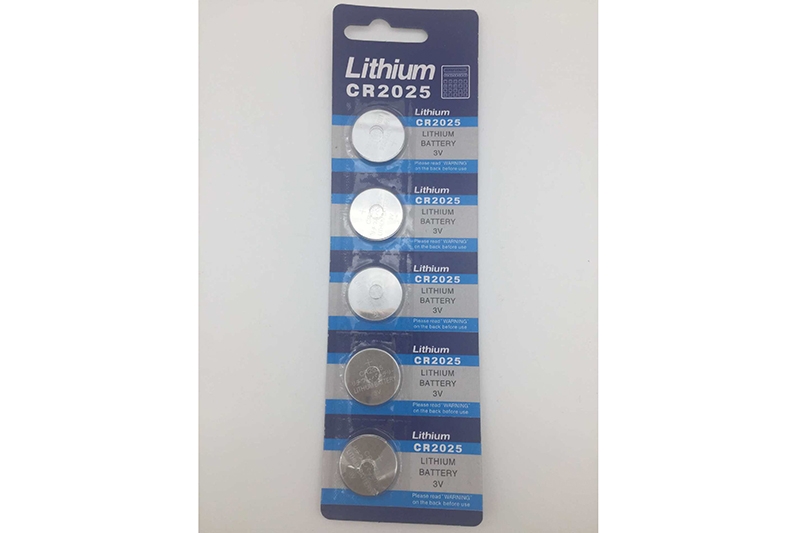 Lithium
CR2025
Lithium
CR2025
LITHIUM
BATTERY
3V
Please read "WARNING
on the back before use
Lithium
CR2025
LITHIUM
BATTERY
3V
Please read "WARNING
on the back before use
Lithium
CR2025
LITHIUM
BATTERY
3V
Please read "WARNING
on the back before use
Lithium
CR2025
LITHIUM
BATTERY
3V
Please read "WARNING
on the back before use
Lithium
CR2025
LITHIUM
BATTERY
3V
Please read "WARNING
on the back before use